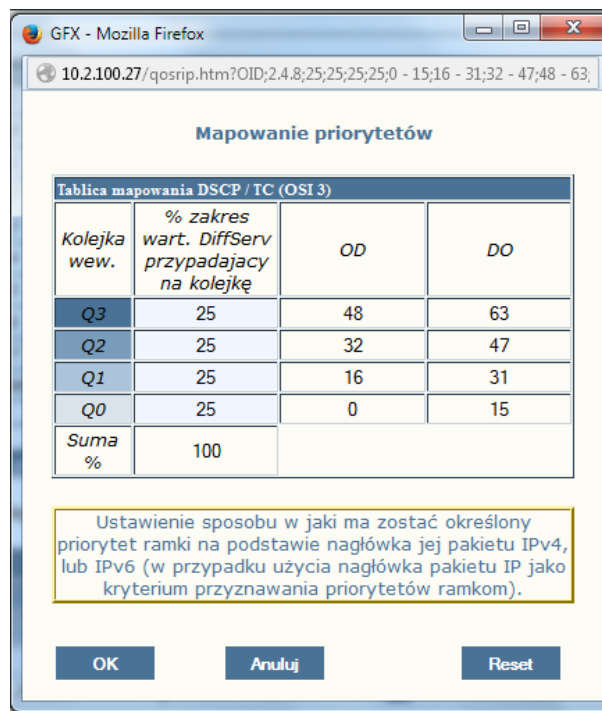 GFX - Mozilla Firefox
10.2.100.27/qosrip.htm?OID;2.4.8;25;25;25;25;0 - 15;16 - 31;32 - 47;48 - 63;
Mapowanie priorytetów
Tablica mapowania DSCP / TC (OSI 3)
Kolejka wew. % zakres wart. DiffServ przypadajacy na kolejkę OD DO
Q3 25 48 63
Q2 25 32 47
Q1 25 16 31
Q0 25 0 15
Suma % 100
Ustawienie sposobu w jaki ma zostać określony
priorytet ramki na podstawie nagłówka jej pakietu IPv4,
lub IPv6 (w przypadku użycia nagłówka pakietu IP jako
kryterium przyznawania priorytetów ramkom).
OK Anuluj Reset